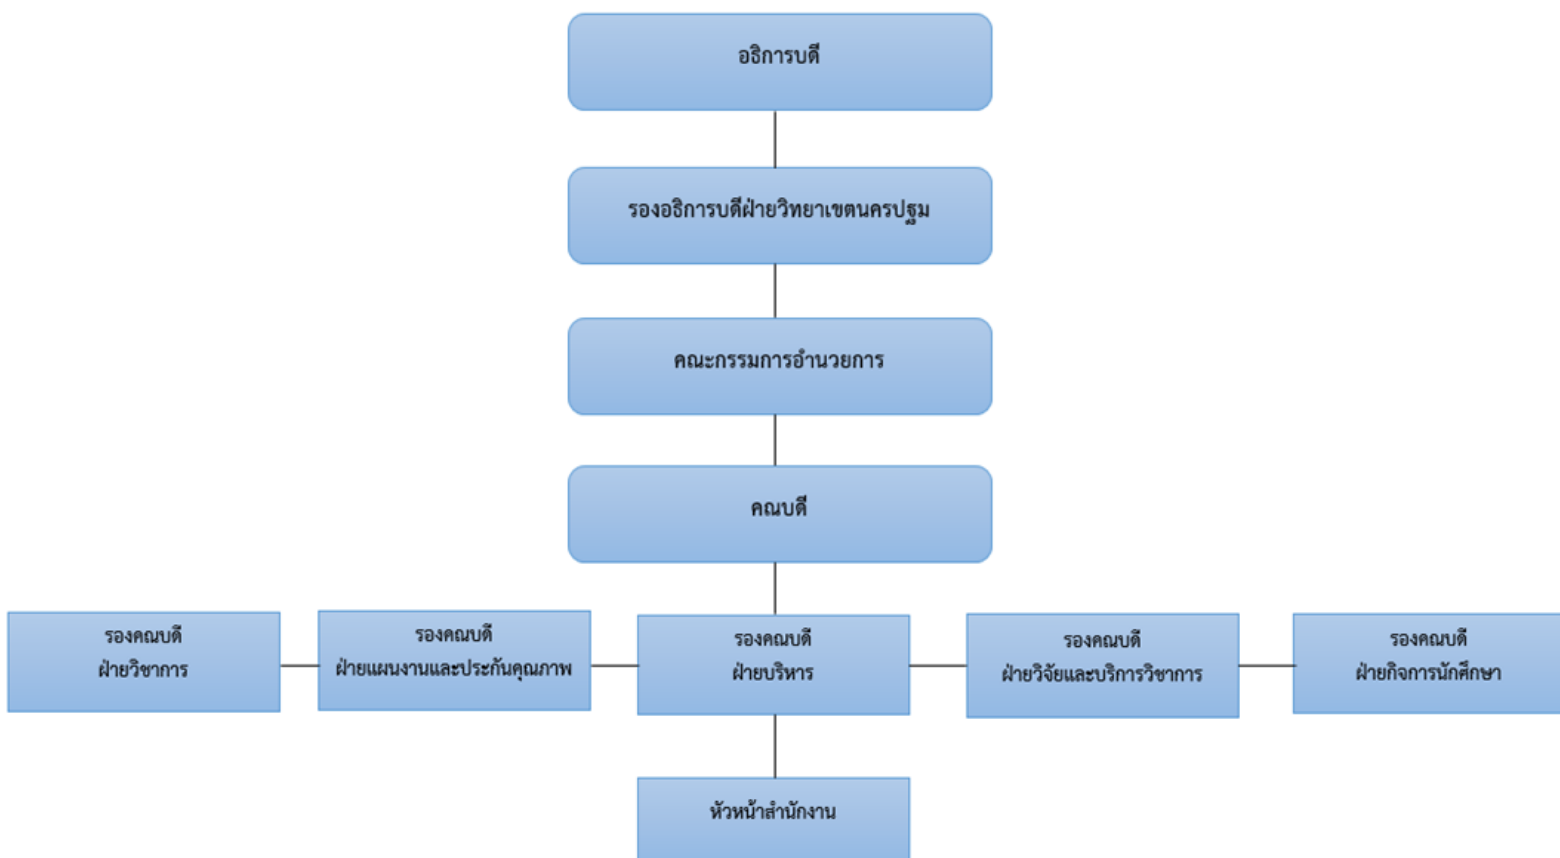 อธิการบดี
รองอธิการบดีฝ่ายวิทยาเขตนครปฐม
คณะกรรมการอำนวยการ
คณบดี
รองคณบดี
ฝ่ายวิชาการ
รองคณบดี
ฝ่ายแผนงานและประกันคุณภาพ
รองคณบดี
ฝ่ายบริหาร
รองคณบดี
ฝ่ายวิจัยและบริการวิชาการ
รองคณบดี
ฝ่ายกิจการนักศึกษา
หัวหน้าสำนักงาน